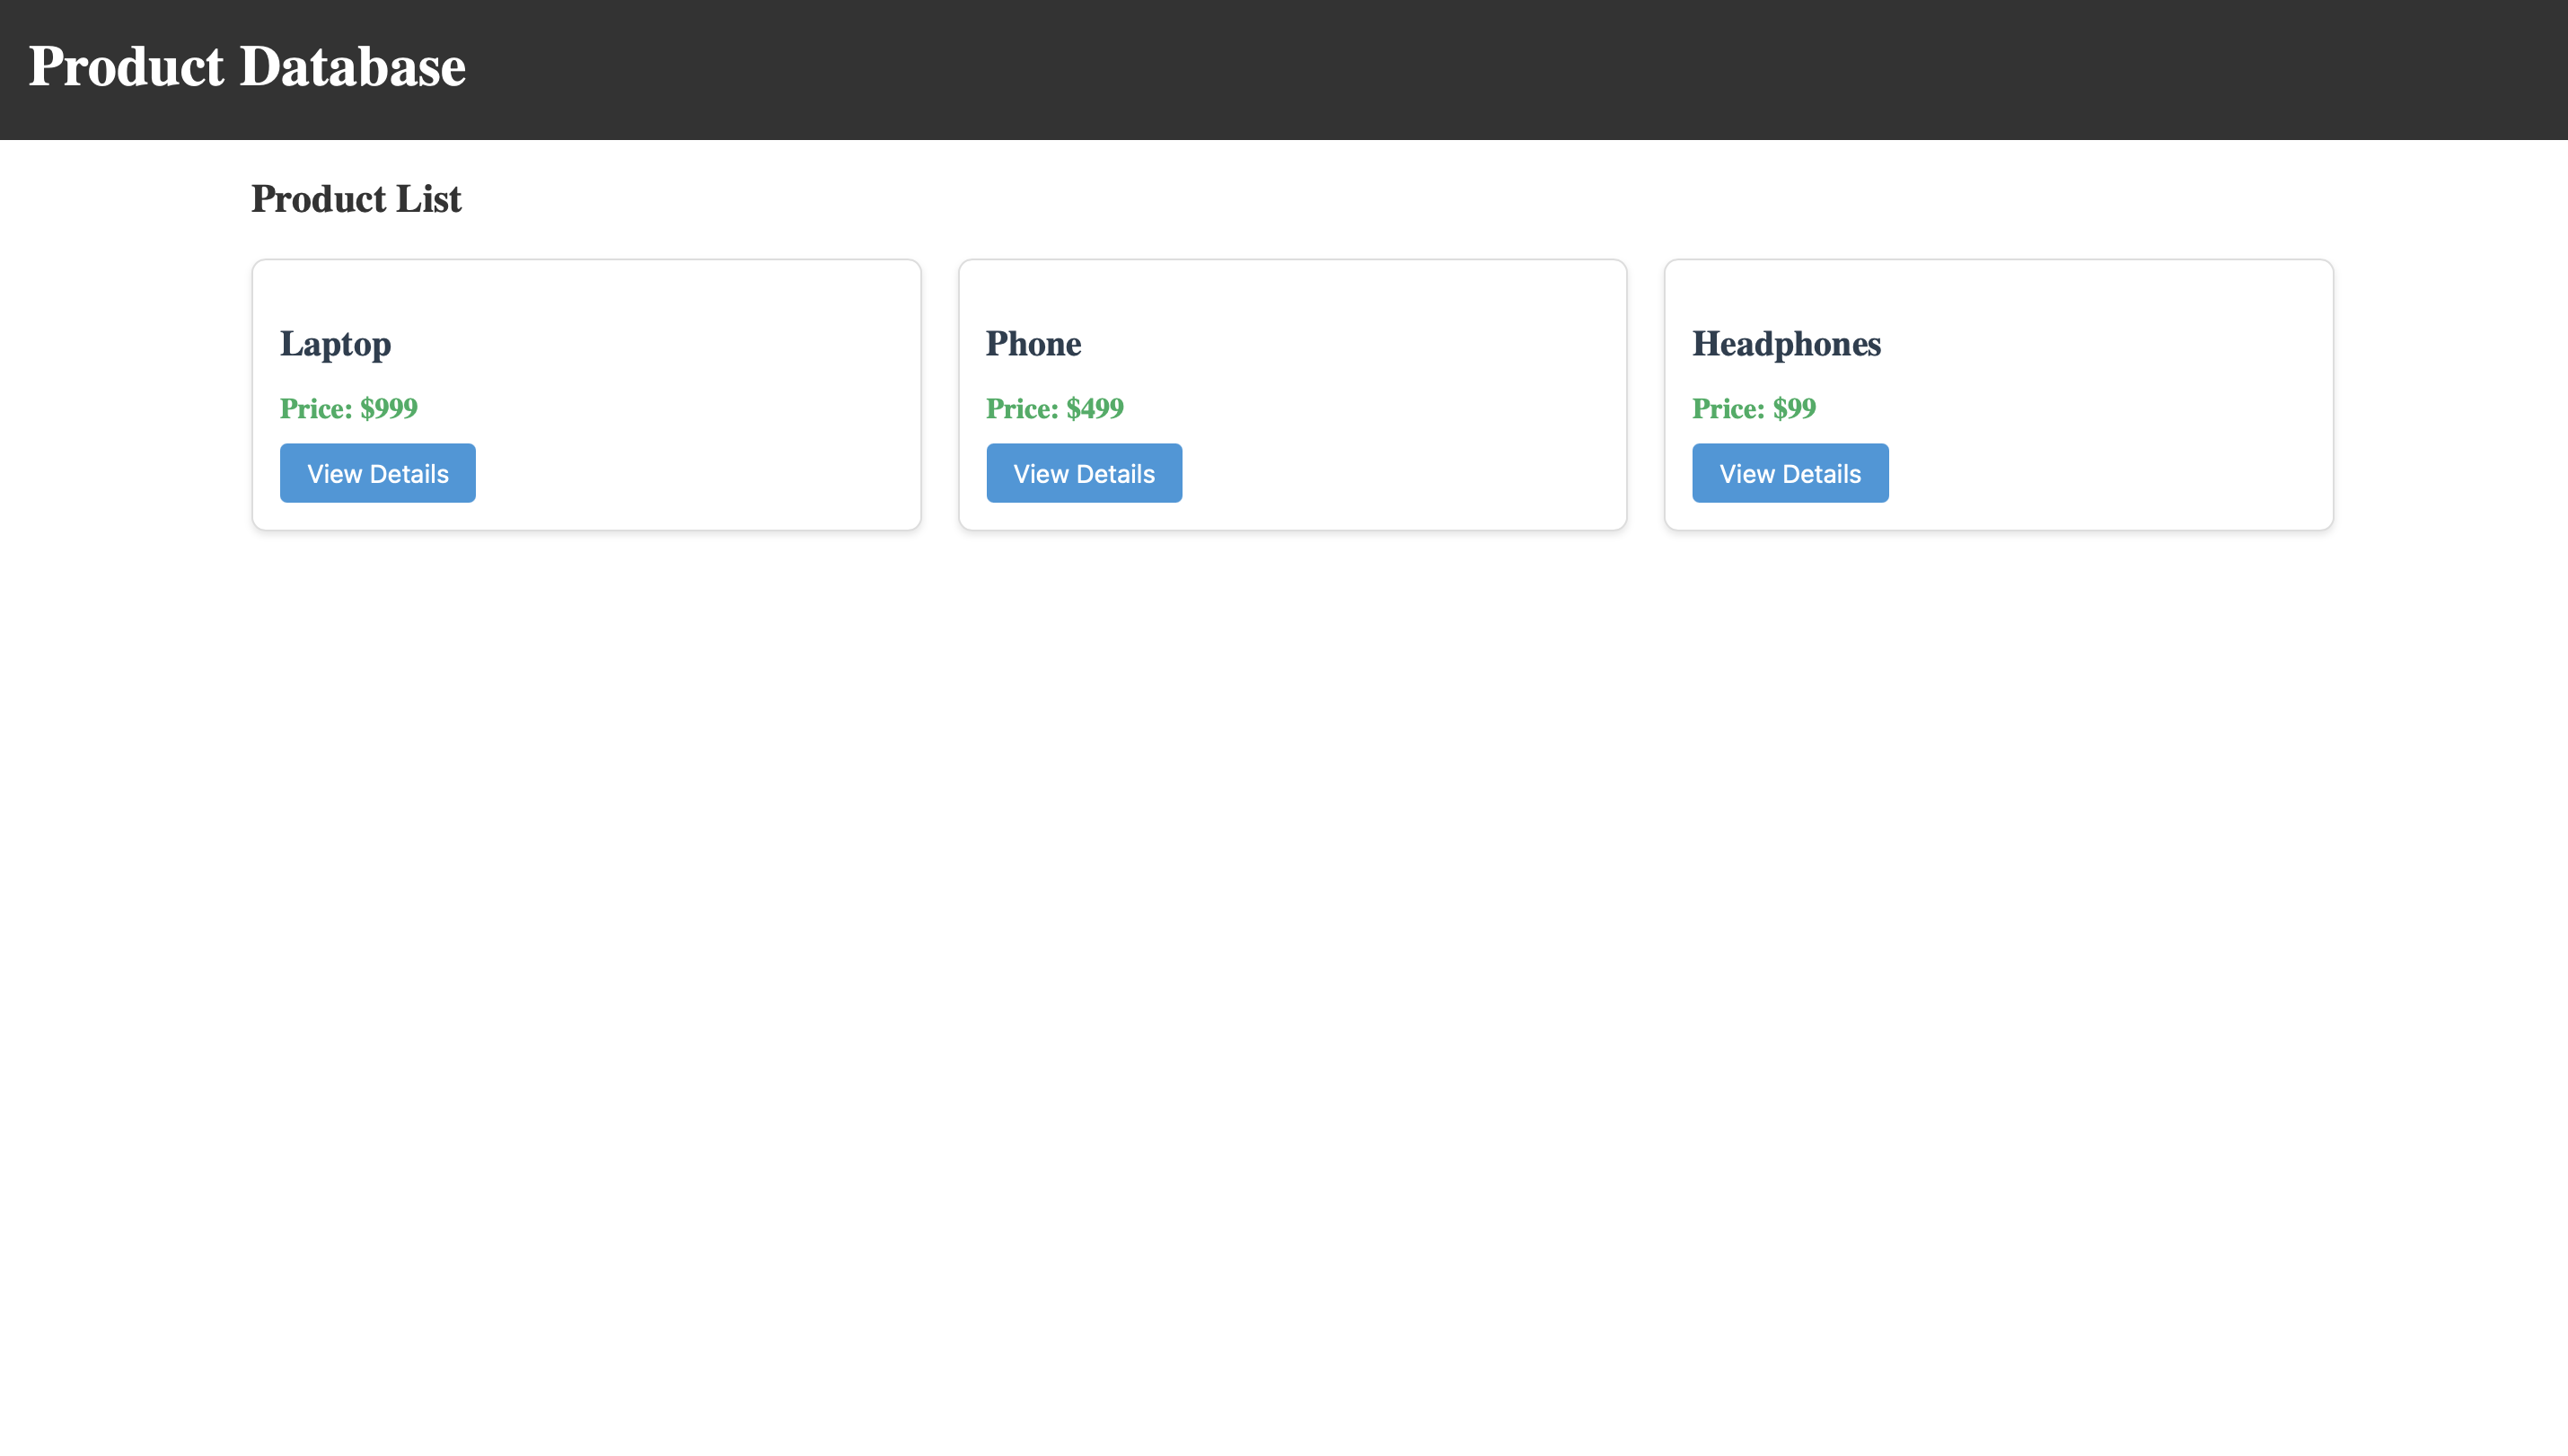 Product Database
Product List
Laptop
Price: $999
View Details
Phone
Price: $499
View Details
Headphones
Price: $99
View Details